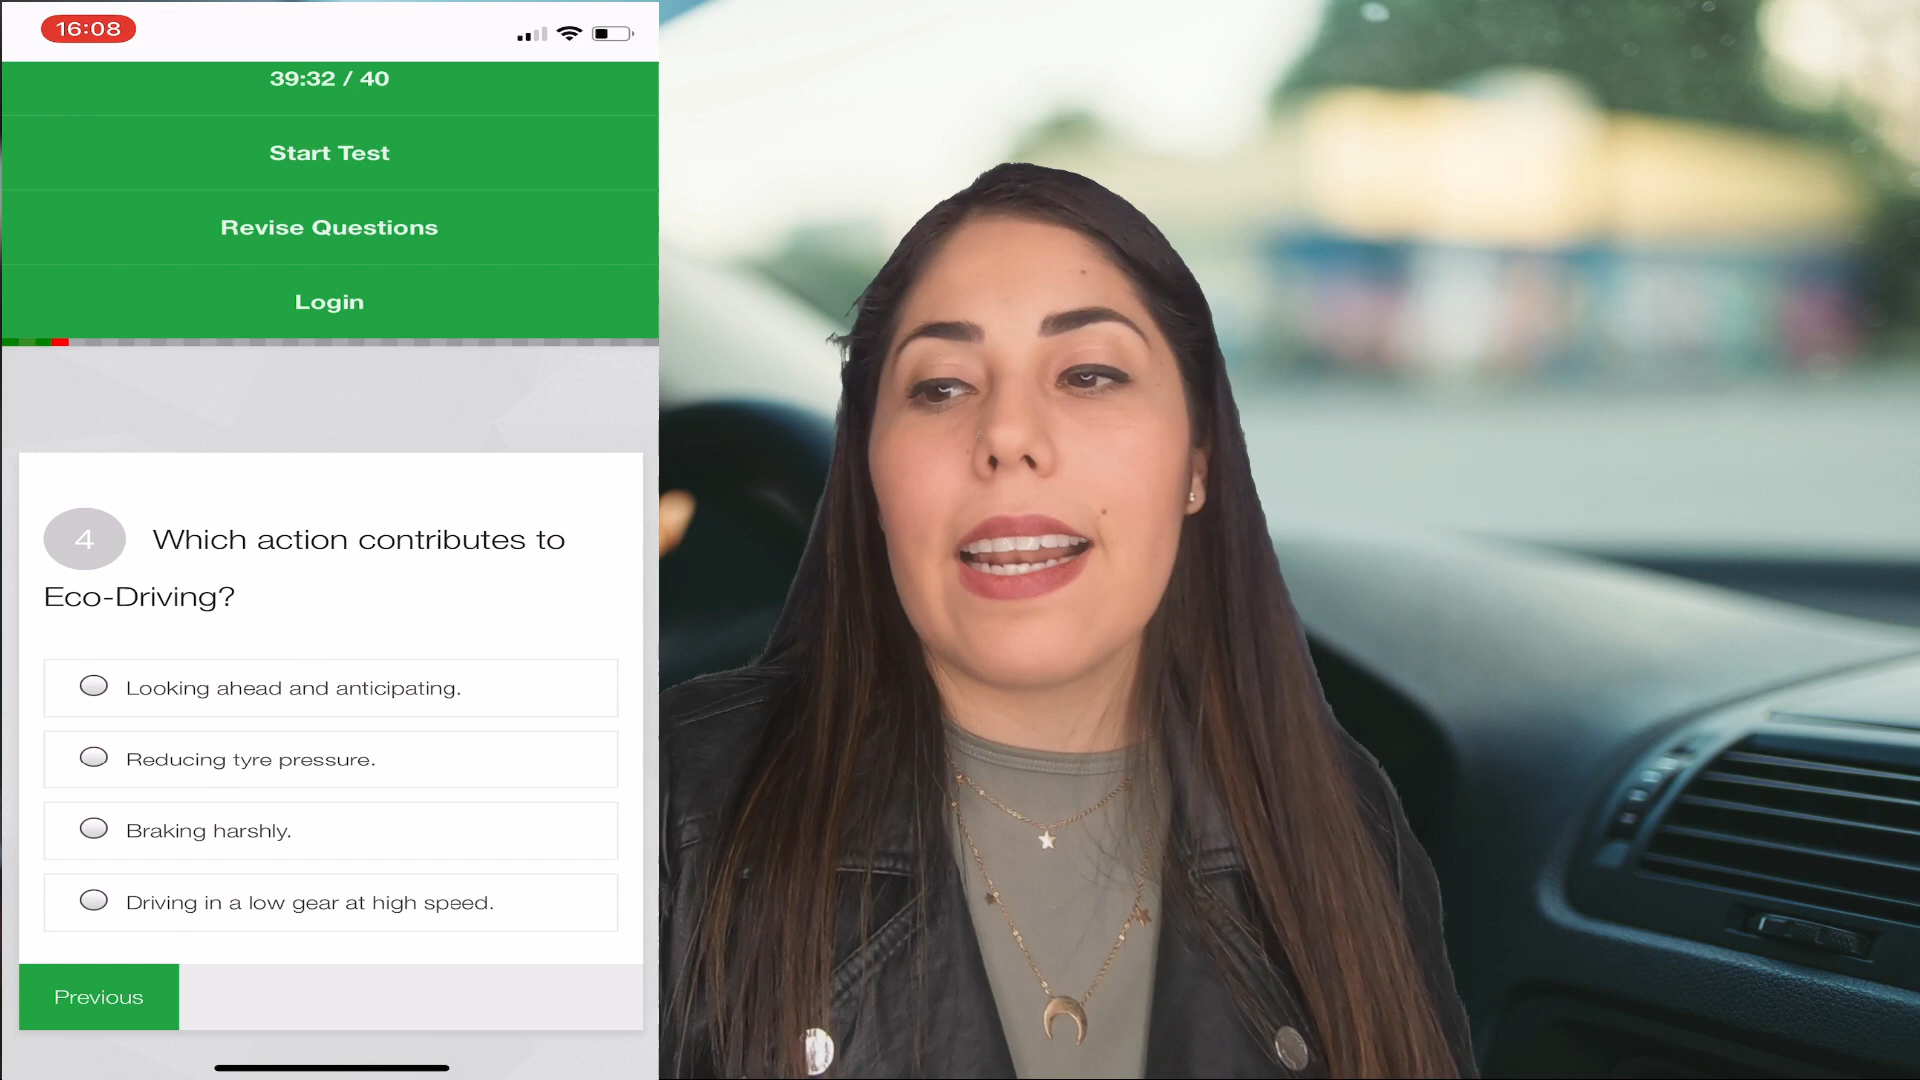 16:08
39:32 / 40
Start Test
Revise Questions
Login
4 Which action contributes to
Eco-Driving?
Looking ahead and anticipating.
Reducing tyre pressure.
Braking harshly.
Driving in a low gear at high speed.
Previous